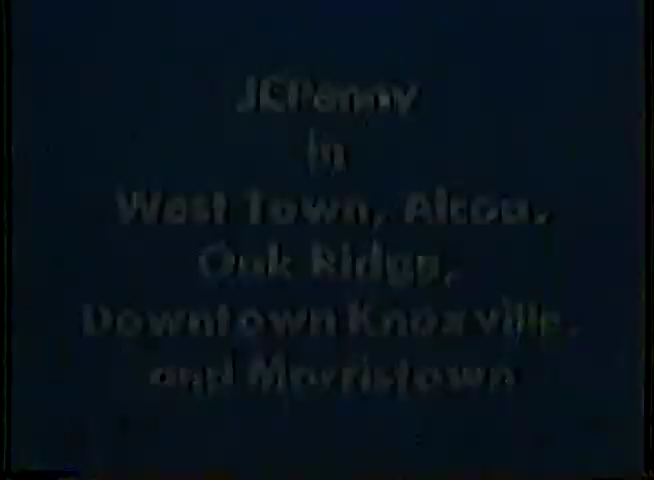 JCPenny
in
West Town, Alcoa,
Oak Ridge,
Downtown Knoxville,
and Morristown